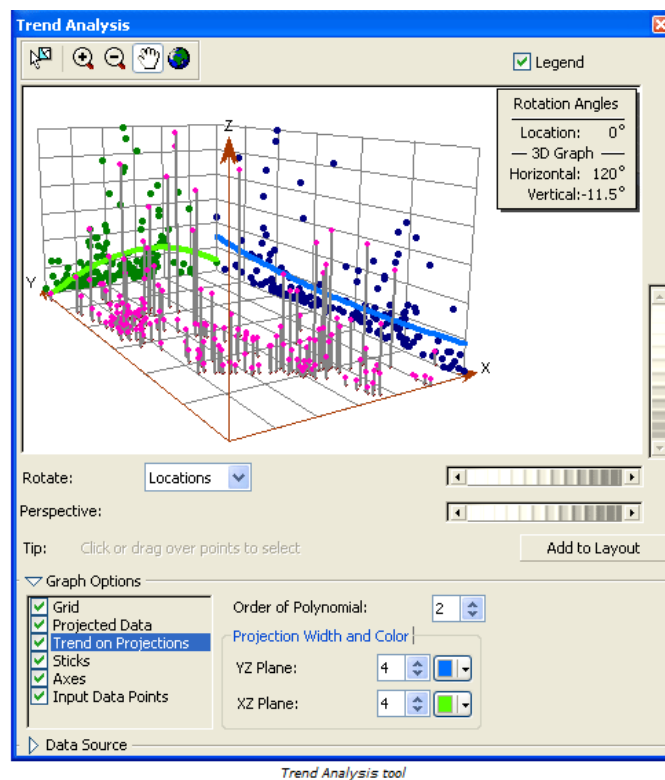 Trend Analysis
Legend
Rotation Angles
Location: 0°
3D Graph
Horizontal: 120°
Vertical:-11.5°
Z
Y
X
Rotate: Locations
Perspective:
Tip: Click or drag over points to select
Add to Layout
Graph Options
Grid
Projected Data
Trend on Projections
Sticks
Axes
Input Data Points
Order of Polynomial: 2
Projection Width and Color
YZ Plane: 4
XZ Plane: 4
Data Source
Trend Analysis tool